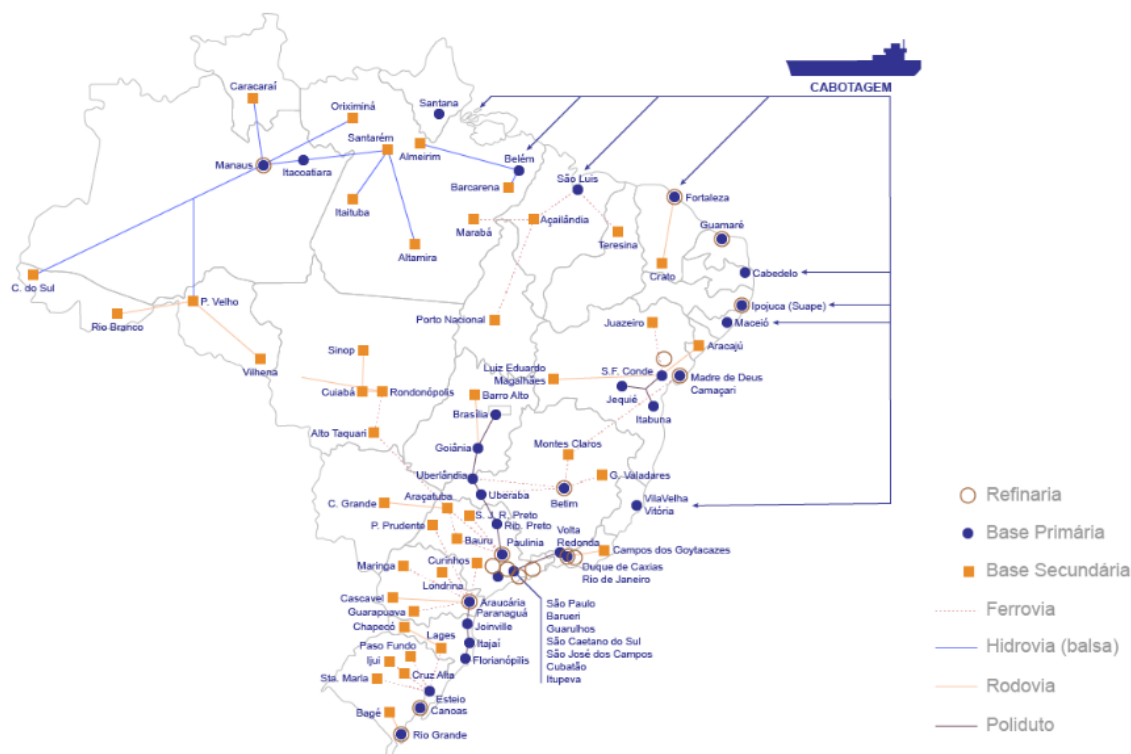 CABOTAGEM
Caracaraí
Oriximiná
Santana
Santarém
Manaus
Itacoatiara
Almeirim
Belém
Barcarena
São Luis
Fortaleza
Itaituba
Marabá
Açailândia
Guamaré
Teresina
Altamira
Crato
Cabedelo
C. do Sul
P. Velho
Rio Branco
Porto Nacional
Ipojuca (Suape)
Juazeiro
Maceió
Aracajú
Sinop
Vilhena
Luiz Eduardo
Magalhães
S.F. Conde
Madre de Deus
Camaçari
Cuiabá
Rondonópolis
Barro Alto
Jequié
Itabuna
Brasília
Alto Taquari
Goiânia
Montes Claros
Uberlândia
G. Valadares
Araçatuba
Uberaba
Betim
VilaVelha
Vitória
C. Grande
S. J. R. Preto
P. Prudente
Rib. Preto
Bauru
Paulinia
Volta
Redonda
Campos dos Goytacazes
Curinhos
Maringa
Londrina
Duque de Caxias
Rio de Janeiro
Cascavel
Araucária
Guarapuava
Paranaguá
Chapecó
Joinville
São Paulo
Barueri
Guarulhos
São Caetano do Sul
São José dos Campos
Cubatão
Itupeva
Lages
Itajaí
Paso Fundo
Ijuí
Florianópilis
Cruz Alta
Sta. Maria
Esteio
Canoas
Bagé
Rio Grande
Refinaria
Base Primária
Base Secundária
Ferrovia
Hidrovia (balsa)
Rodovia
Poliduto